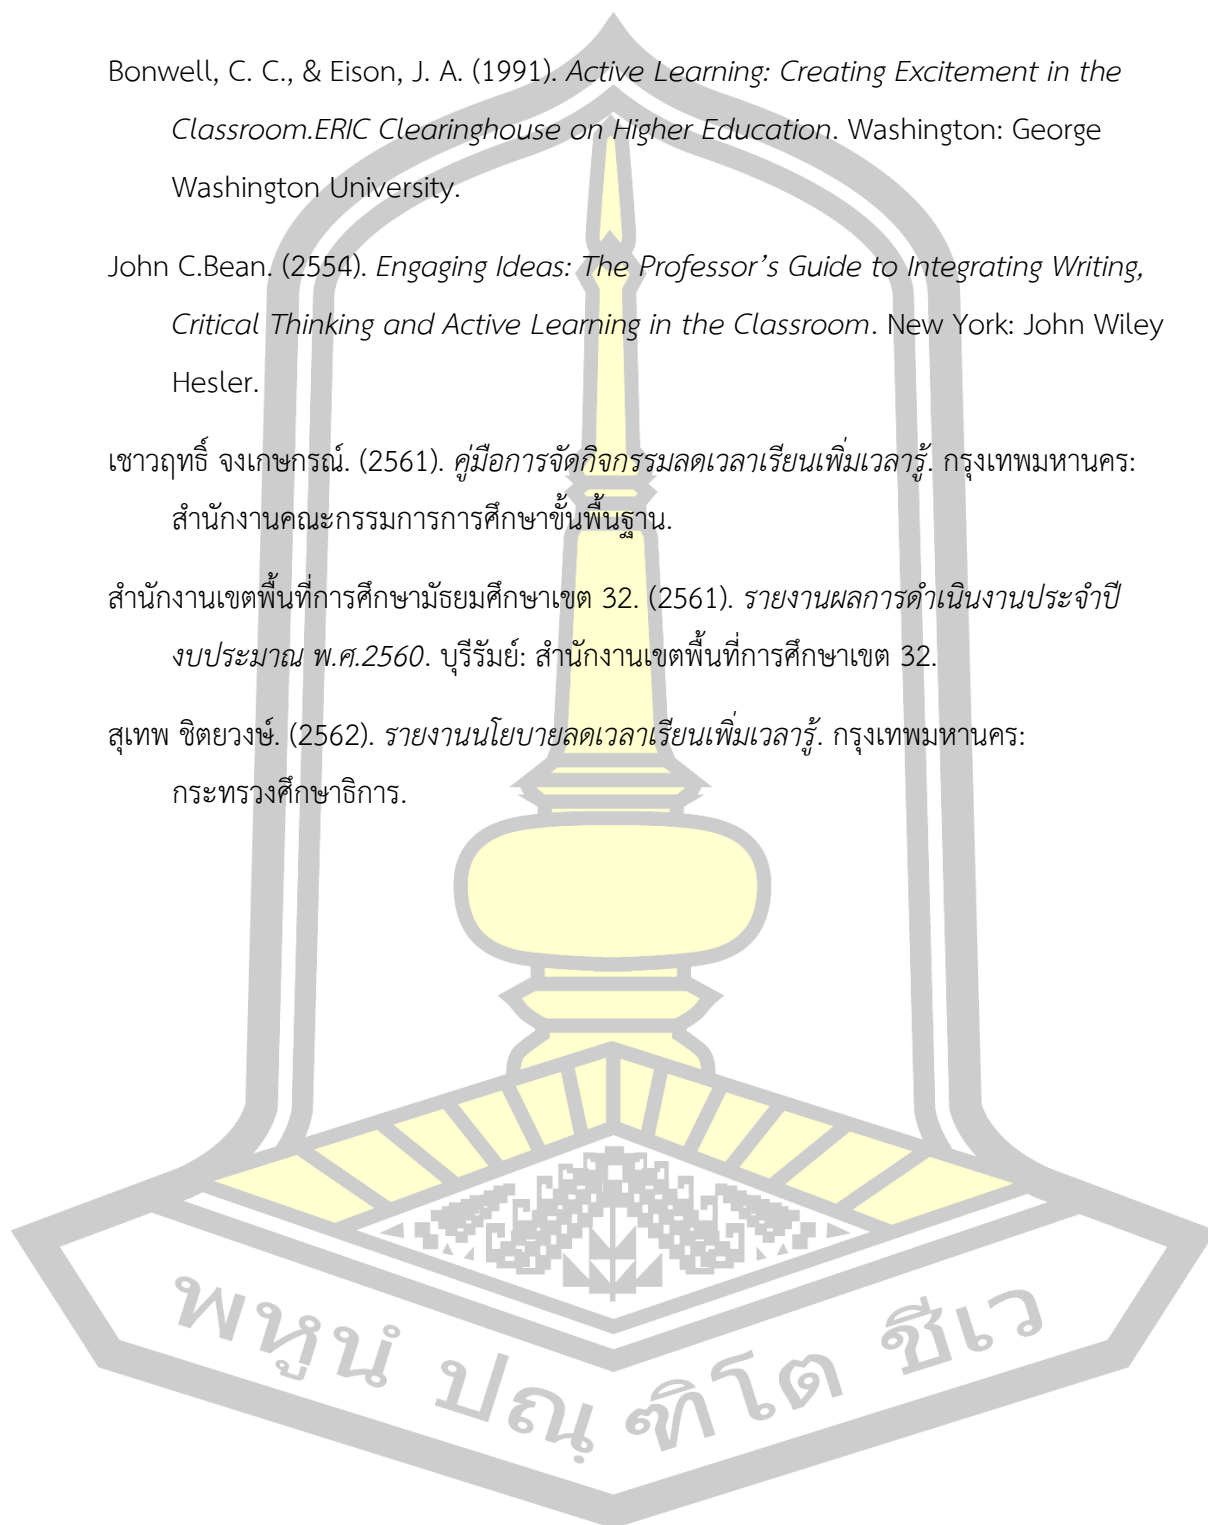 Bonwell, C. C., & Eison, J. A. (1991). Active Learning: Creating Excitement in the
Classroom.ERIC Clearinghouse on Higher Education. Washington: George
Washington University.
John C.Bean. (2554). Engaging Ideas: The Professor’s Guide to Integrating Writing,
Critical Thinking and Active Learning in the Classroom. New York: John Wiley
Hesler.
เชาวฤทธิ์ จงเกษกรณ์. (2561). คู่มือการจัดกิจกรรมลดเวลาเรียนเพิ่มเวลารู้. กรุงเทพมหานคร:
สำนักงานคณะกรรมการการศึกษาขั้นพื้นฐาน.
สำนักงานเขตพื้นที่การศึกษามัธยมศึกษาเขต 32. (2561). รายงานผลการดำเนินงานประจำปี
งบประมาณ พ.ศ.2560. บุรีรัมย์: สำนักงานเขตพื้นที่การศึกษาเขต 32.
สุเทพ ชิตยวงษ์. (2562). รายงานนโยบายลดเวลาเรียนเพิ่มเวลารู้. กรุงเทพมหานคร:
กระทรวงศึกษาธิการ.
พหูนํ ปณฺ ฑิโต ชีเว